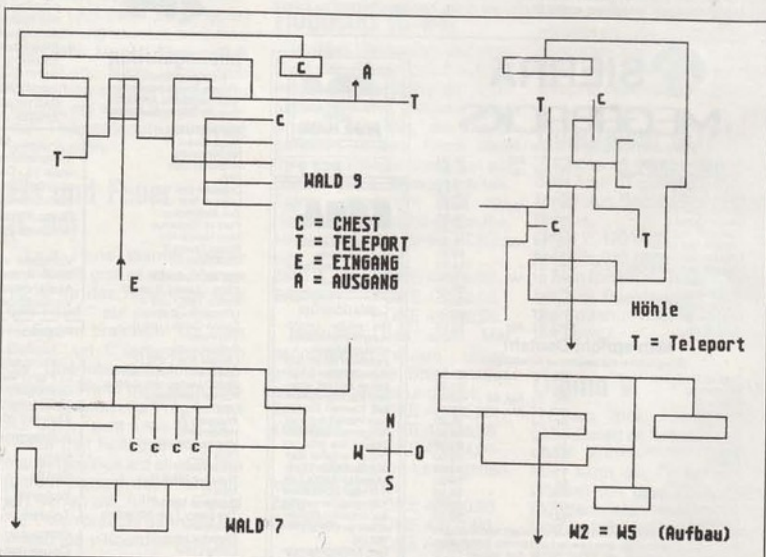 C
A
T
C
T
WALD 9
C = CHEST
T = TELEPORT
E = EINGANG
A = AUSGANG
E
T
C
C
T
Höhle
T = Teleport
C C C C
WALD 7
N
W O
S
W2 = W5 (Aufbau)